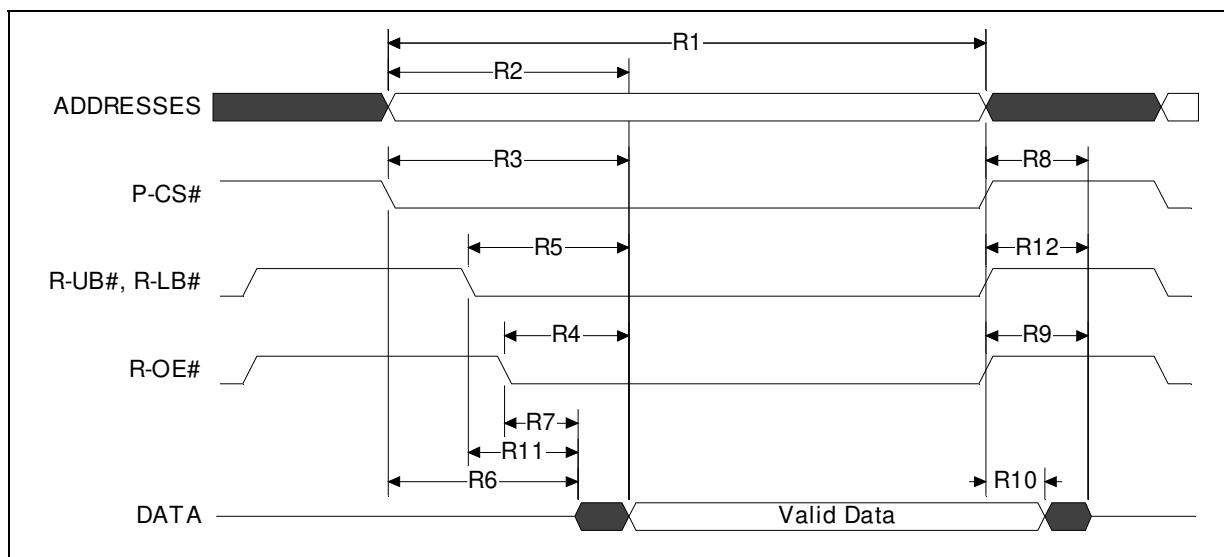 R1
R2
ADDRESSES
R3
R8
P-CS#
R5
R12
R-UB#, R-LB#
R4
R9
R-OE#
R7
R11
R6
R10
DATA
Valid Data